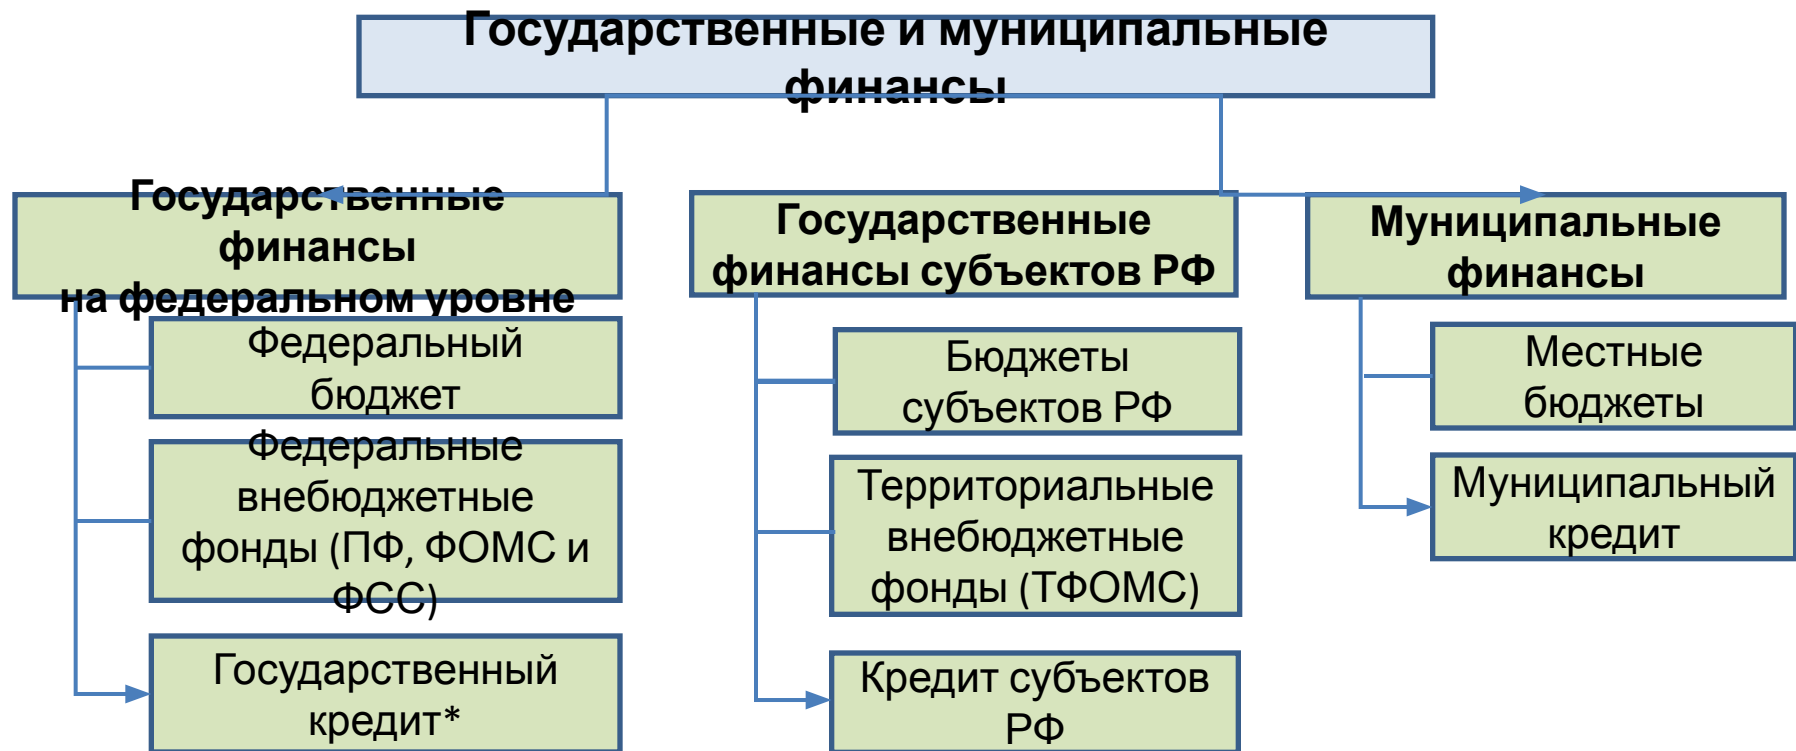 Государственные и муниципальные
финансы
Государственные
финансы
на федеральном уровне
Федеральный
бюджет
Федеральные
внебюджетные
фонды (ПФ, ФОМС и
ФСС)
Государственный
кредит*
Государственные
финансы субъектов РФ
Бюджеты
субъектов РФ
Территориальные
внебюджетные
фонды (ТФОМС)
Кредит субъектов
РФ
Муниципальные
финансы
Местные
бюджеты
Муниципальный
кредит